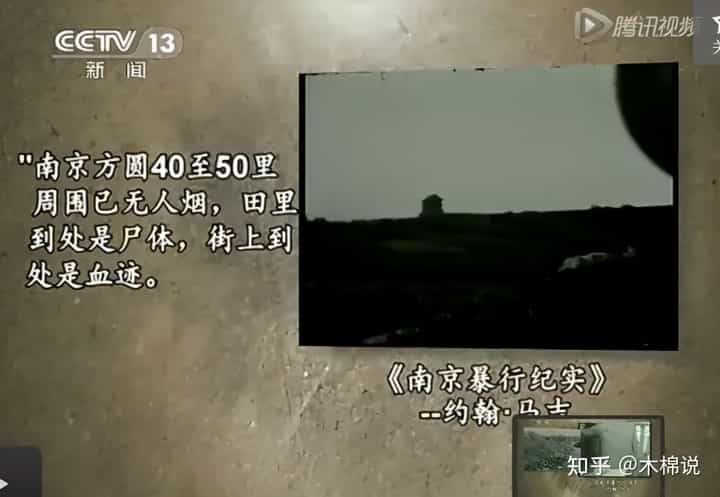 CCTV 13
新闻
腾讯视频
"南京方圆40至50里
周围已无人烟，田里
到处是尸体，街上到
处是血迹。
《南京暴行纪实》
--约翰·马吉
知乎 @木棉说